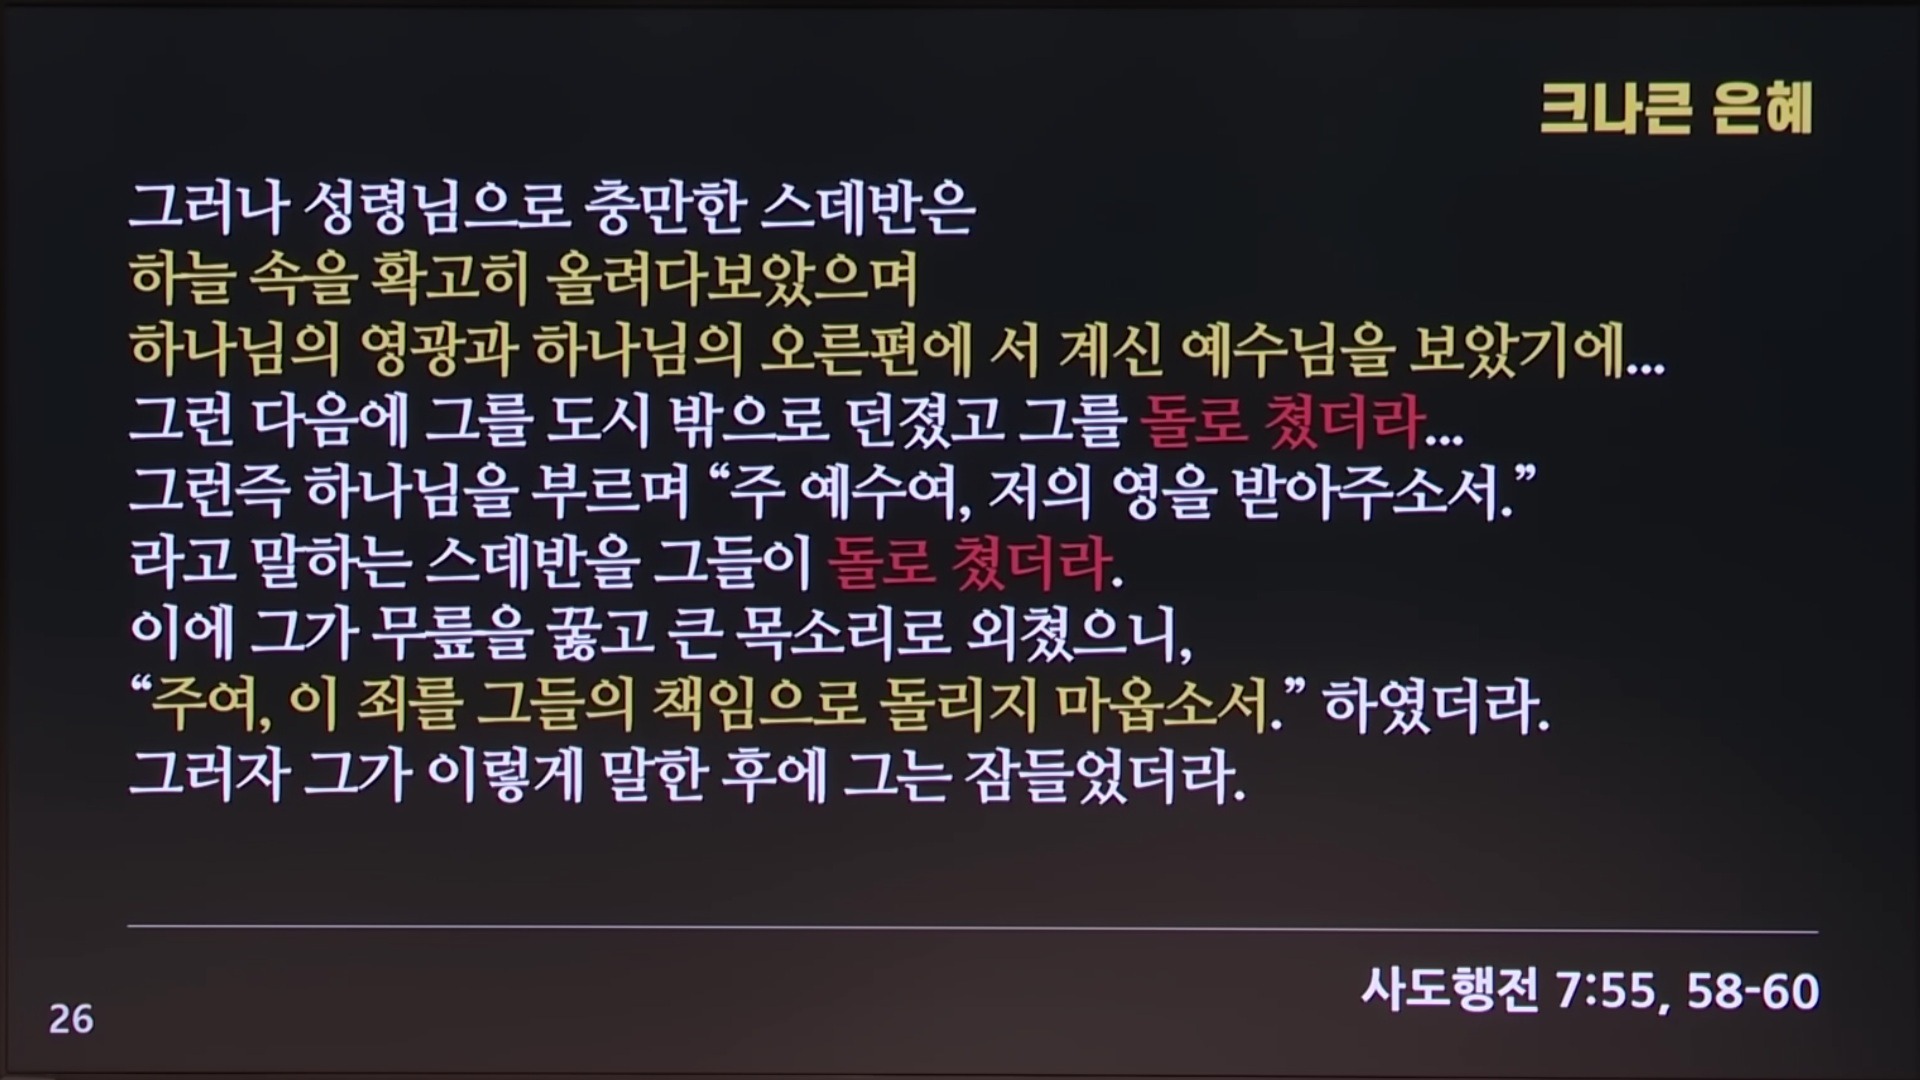 크나큰 은혜
그러나 성령님으로 충만한 스데반은
하늘 속을 확고히 올려다보았으며
하나님의 영광과 하나님의 오른편에 서 계신 예수님을 보았기에...
그런 다음에 그를 도시 밖으로 던졌고 그를 돌로 쳤더라...
그런즉 하나님을 부르며 “주 예수여, 저의 영을 받아주소서.”
라고 말하는 스데반을 그들이 돌로 쳤더라.
이에 그가 무릎을 꿇고 큰 목소리로 외쳤으니,
“주여, 이 죄를 그들의 책임으로 돌리지 마옵소서.” 하였더라.
그러자 그가 이렇게 말한 후에 그는 잠들었더라.
사도행전 7:55, 58-60
26